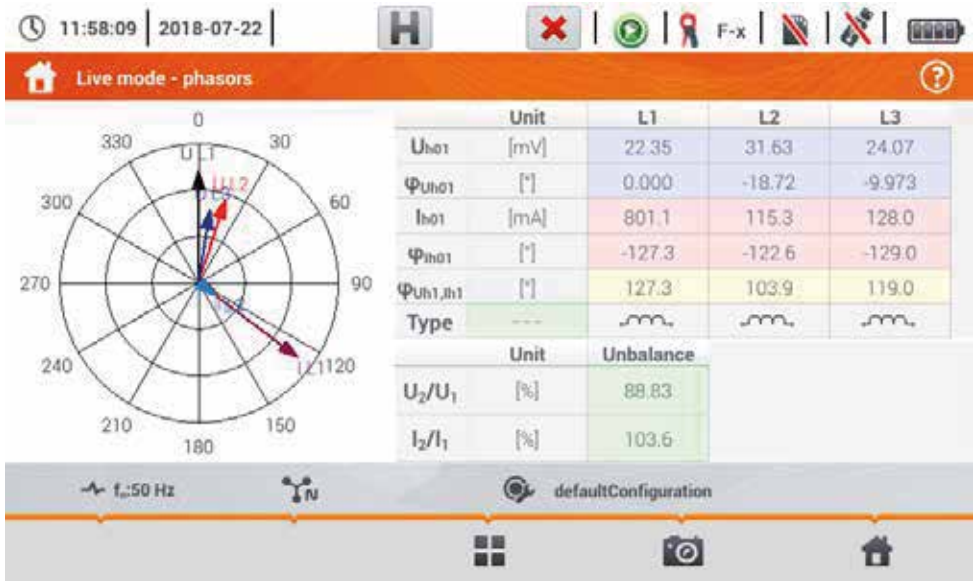 11:58:09 2018-07-22 H F-x
Live mode - phasors ?
0
330 30
U L1
U L2
300 60
270 90
240 I L1 120
210 150
180
Unit L1 L2 L3
Uh01 [mV] 22.35 31.63 24.07
φUh01 [°] 0.000 -18.72 -9.973
Ih01 [mA] 801.1 115.3 128.0
φIh01 [°] -127.3 -122.6 -129.0
φUh1,Ih1 [°] 127.3 103.9 119.0
Type ---
Unit Unbalance
U₂/U₁ [%] 88.83
I₂/I₁ [%] 103.6
fₙ:50 Hz N defaultConfiguration